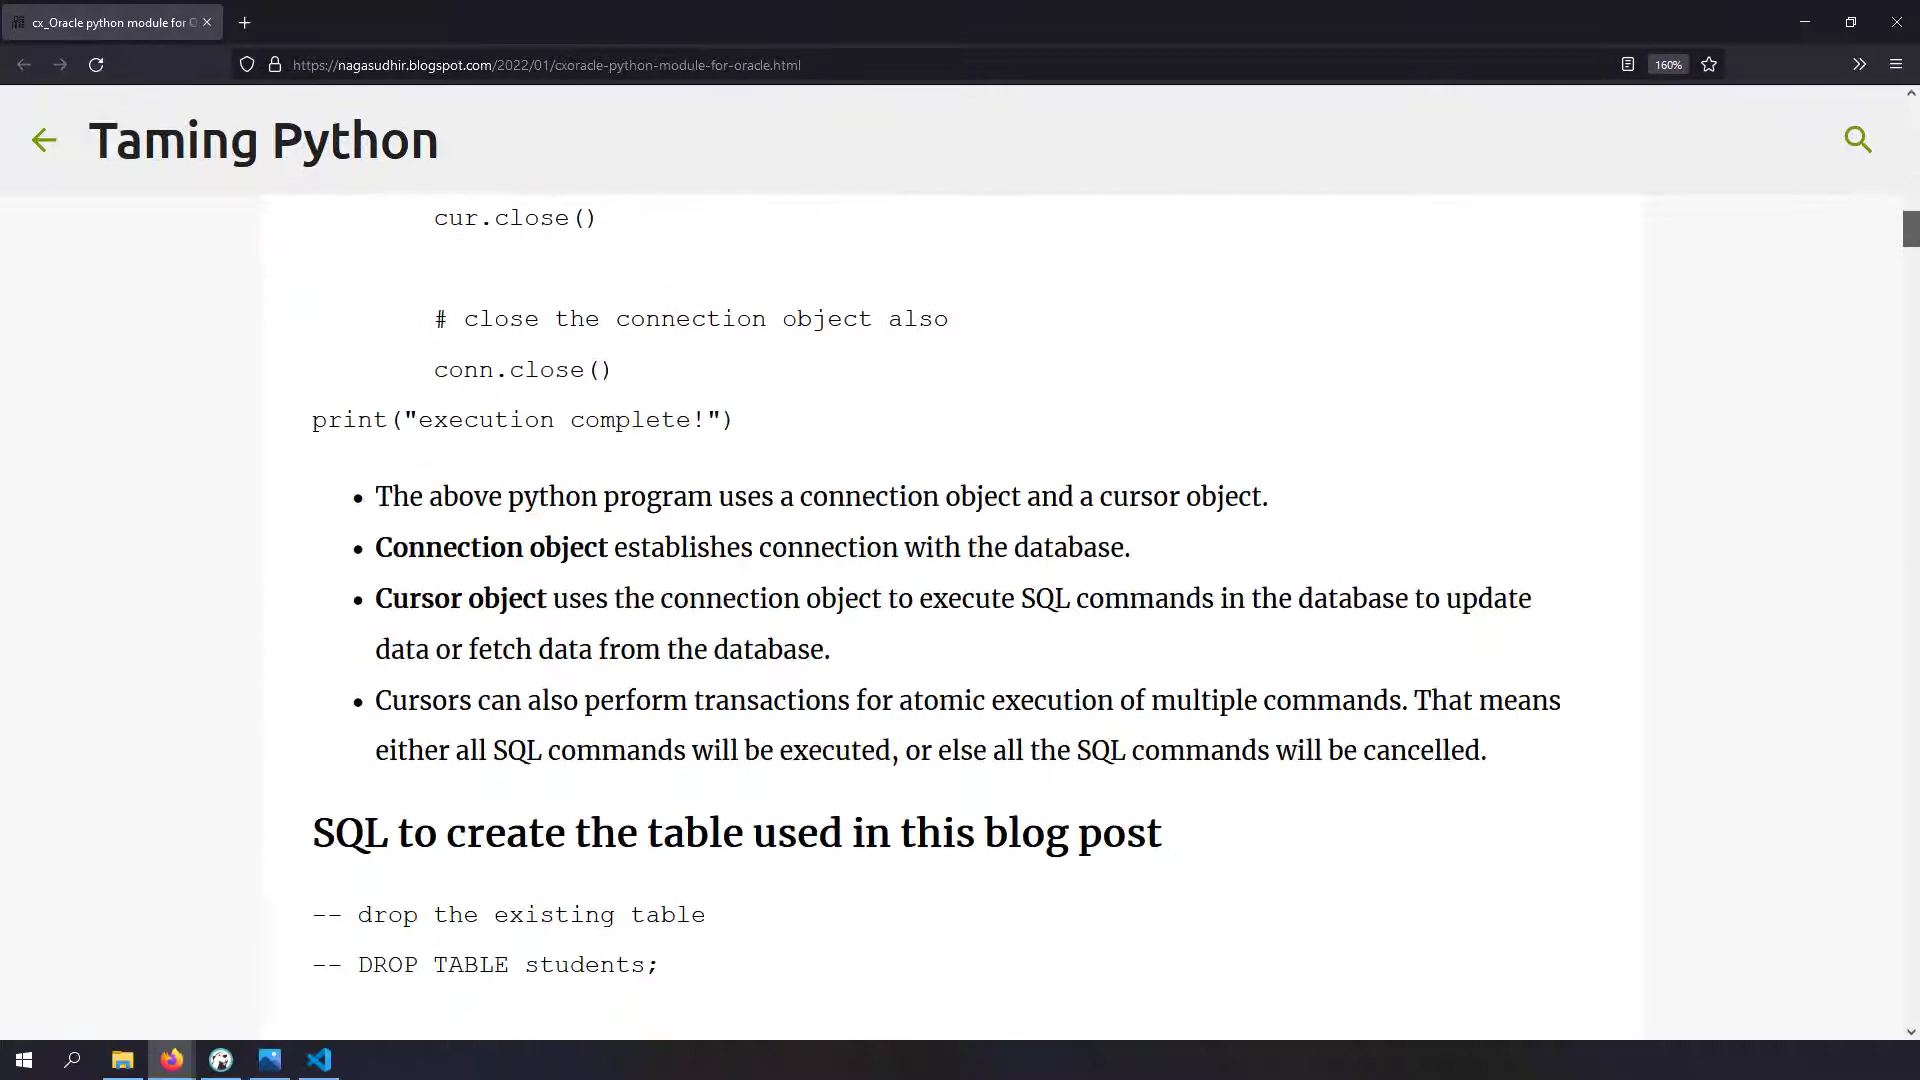 cx_Oracle python module for O
https://nagasudhir.blogspot.com/2022/01/cxoracle-python-module-for-oracle.html
160%
Taming Python
cur.close()
# close the connection object also
conn.close()
print("execution complete!")
• The above python program uses a connection object and a cursor object.
• Connection object establishes connection with the database.
• Cursor object uses the connection object to execute SQL commands in the database to update
data or fetch data from the database.
• Cursors can also perform transactions for atomic execution of multiple commands. That means
either all SQL commands will be executed, or else all the SQL commands will be cancelled.
SQL to create the table used in this blog post
-- drop the existing table
-- DROP TABLE students;